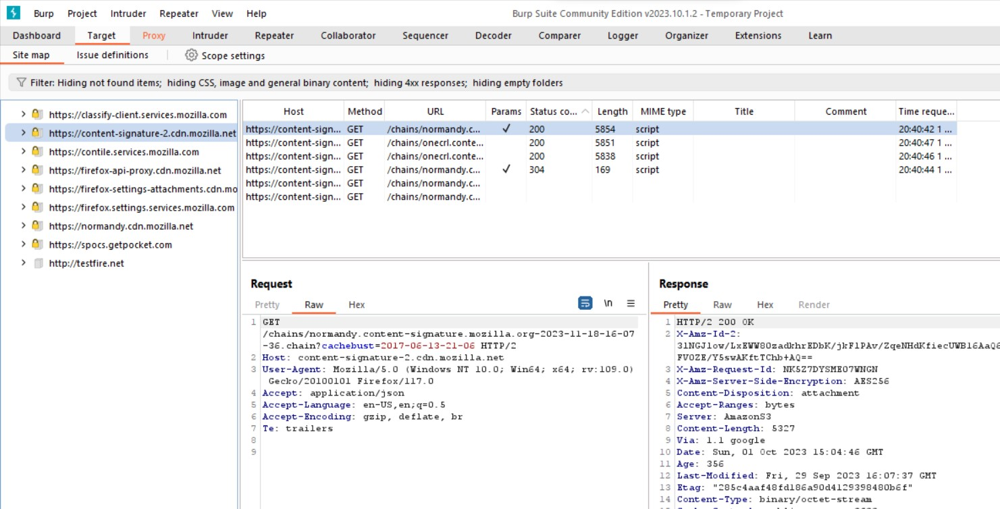 Burp Project Intruder Repeater View Help Burp Suite Community Edition v2023.10.1.2 - Temporary Project
Dashboard Target Proxy Intruder Repeater Collaborator Sequencer Decoder Comparer Logger Organizer Extensions Learn
Site map Issue definitions Scope settings
Filter: Hiding not found items; hiding CSS, image and general binary content; hiding 4xx responses; hiding empty folders
https://classify-client.services.mozilla.com
https://content-signature-2.cdn.mozilla.net
https://contile.services.mozilla.com
https://firefox-api-proxy.cdn.mozilla.net
https://firefox-settings-attachments.cdn.mo
https://firefox.settings.services.mozilla.com
https://normandy.cdn.mozilla.net
https://spocs.getpocket.com
http://testfire.net
Host Method URL Params Status co... Length MIME type Title Comment Time reque...
https://content-sign... GET /chains/normandy.c... ✓ 200 5854 script 20:40:42 1 ...
https://content-sign... GET /chains/onecrl.conte... 200 5851 script 20:40:47 1 ...
https://content-sign... GET /chains/onecrl.conte... 200 5838 script 20:40:46 1 ...
https://content-sign... GET /chains/normandy.c... ✓ 304 169 script 20:40:44 1 ...
https://content-sign... GET /chains/normandy.c...
https://content-sign... GET /chains/normandy.c...
Request
Pretty Raw Hex \n
1 GET
/chains/normandy.content-signature.mozilla.org-2023-11-18-16-07
-36.chain?cachebust=2017-06-13-21-06 HTTP/2
2 Host: content-signature-2.cdn.mozilla.net
3 User-Agent: Mozilla/5.0 (Windows NT 10.0; Win64; x64; rv:109.0)
Gecko/20100101 Firefox/117.0
4 Accept: application/json
5 Accept-Language: en-US,en;q=0.5
6 Accept-Encoding: gzip, deflate, br
7 Te: trailers
8
9
Response
Pretty Raw Hex Render
1 HTTP/2 200 OK
2 X-Amz-Id-2:
3 X-Amz-Request-Id: NK5Z7DYSME07WNGN
4 X-Amz-Server-Side-Encryption: AES256
5 Content-Disposition: attachment
6 Accept-Ranges: bytes
7 Server: AmazonS3
8 Content-Length: 5327
9 Via: 1.1 google
10 Date: Sun, 01 Oct 2023 15:04:46 GMT
11 Age: 356
12 Last-Modified: Fri, 29 Sep 2023 16:07:37 GMT
13 Etag: "285c4aaf48fd186a90d4129398480b6f"
14 Content-Type: binary/octet-stream